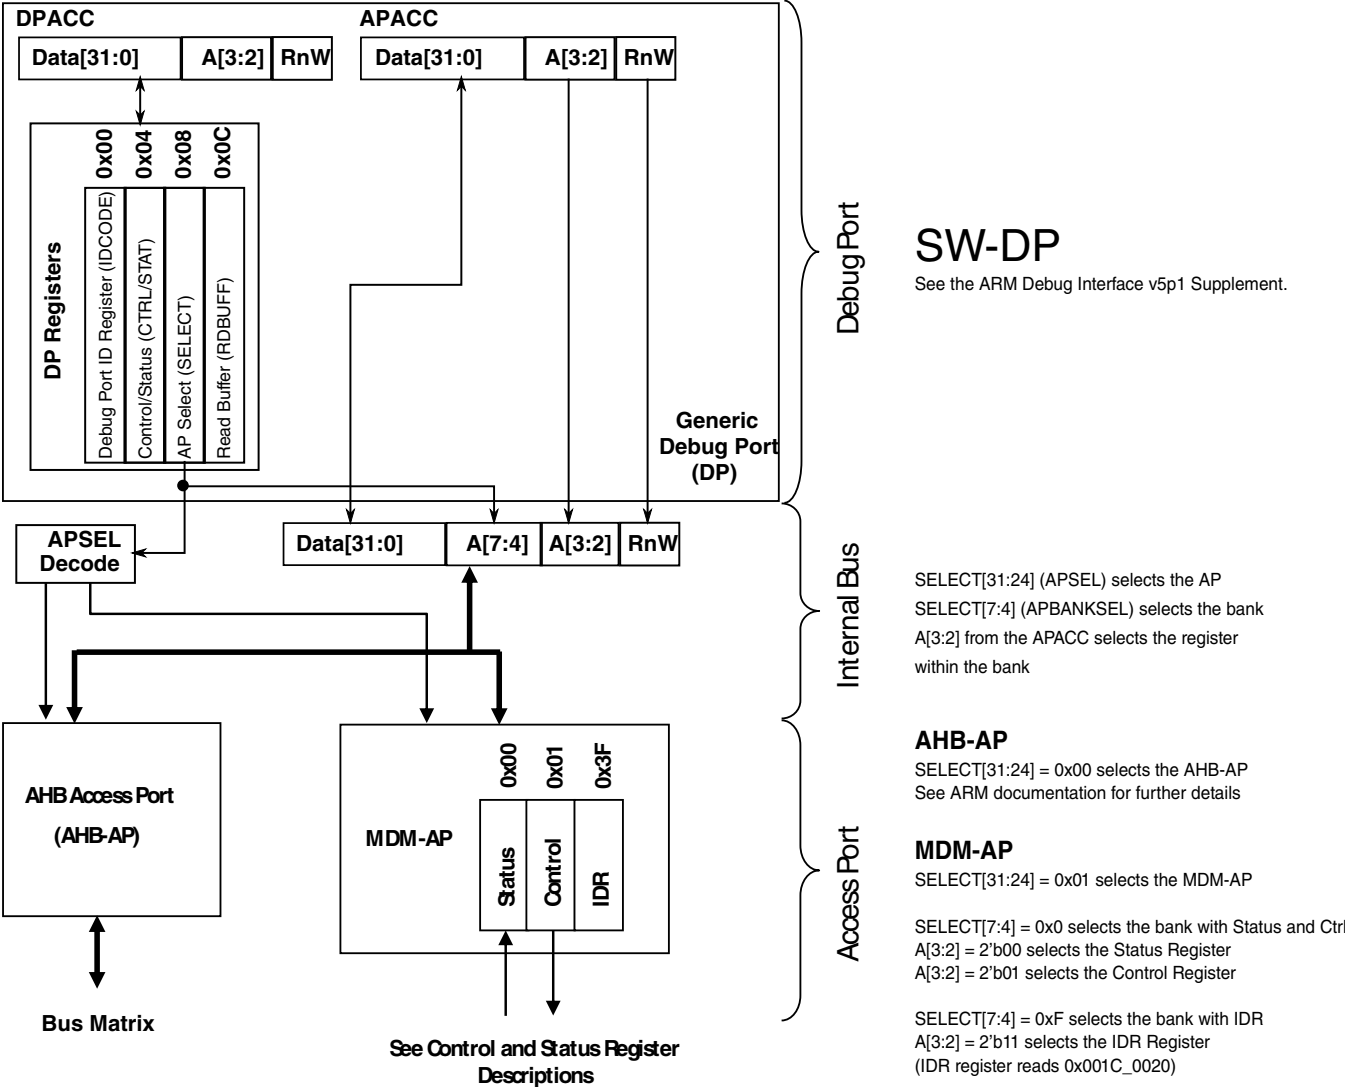 DPACC
APACC
Data[31:0] A[3:2] RnW
Data[31:0] A[3:2] RnW
0x00
0x04
0x08
0x0C
DP Registers
Debug Port ID Register (IDCODE)
Control/Status (CTRL/STAT)
AP Select (SELECT)
Read Buffer (RDBUFF)
Generic
Debug Port
(DP)
Debug Port
SW-DP
See the ARM Debug Interface v5p1 Supplement.
APSEL
Decode
Data[31:0] A[7:4] A[3:2] RnW
Internal Bus
SELECT[31:24] (APSEL) selects the AP
SELECT[7:4] (APBANKSEL) selects the bank
A[3:2] from the APACC selects the register
within the bank
AHB Access Port
(AHB-AP)
Bus Matrix
MDM-AP
0x00
0x01
0x3F
Status
Control
IDR
See Control and Status Register
Descriptions
Access Port
AHB-AP
SELECT[31:24] = 0x00 selects the AHB-AP
See ARM documentation for further details
MDM-AP
SELECT[31:24] = 0x01 selects the MDM-AP
SELECT[7:4] = 0x0 selects the bank with Status and Ctrl
A[3:2] = 2'b00 selects the Status Register
A[3:2] = 2'b01 selects the Control Register
SELECT[7:4] = 0xF selects the bank with IDR
A[3:2] = 2'b11 selects the IDR Register
(IDR register reads 0x001C_0020)